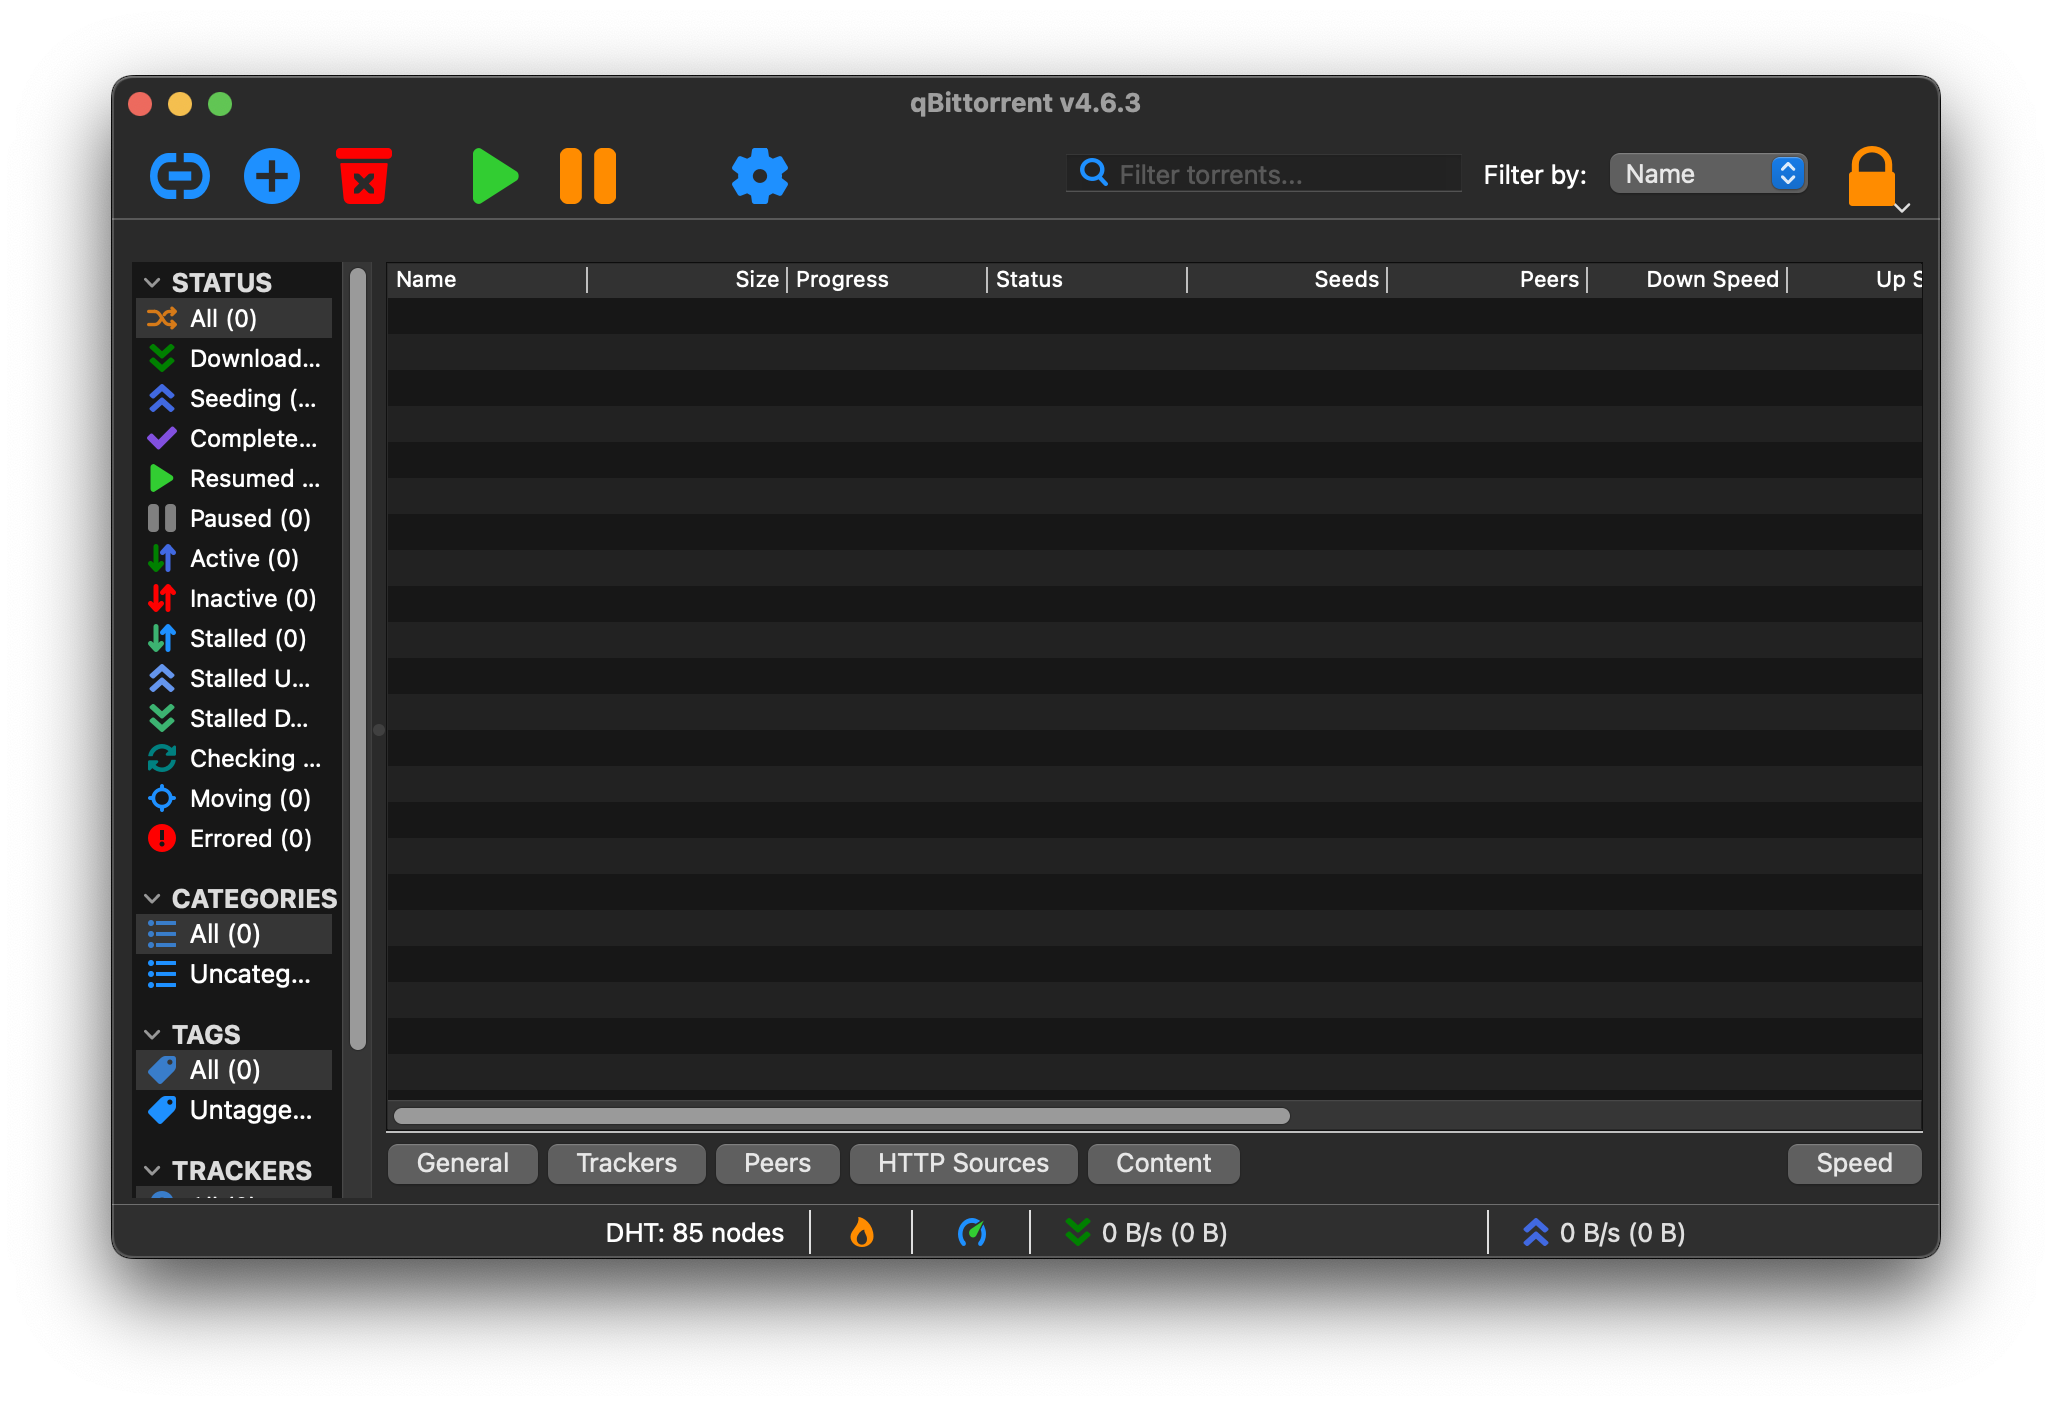 qBittorrent v4.6.3
Filter torrents...
Filter by:
Name
STATUS
All (0)
Download...
Seeding (...
Complete...
Resumed ...
Paused (0)
Active (0)
Inactive (0)
Stalled (0)
Stalled U...
Stalled D...
Checking ...
Moving (0)
Errored (0)
CATEGORIES
All (0)
Uncateg...
TAGS
All (0)
Untagge...
TRACKERS
Name Size Progress Status Seeds Peers Down Speed Up S
General Trackers Peers HTTP Sources Content Speed
DHT: 85 nodes 0 B/s (0 B) 0 B/s (0 B)